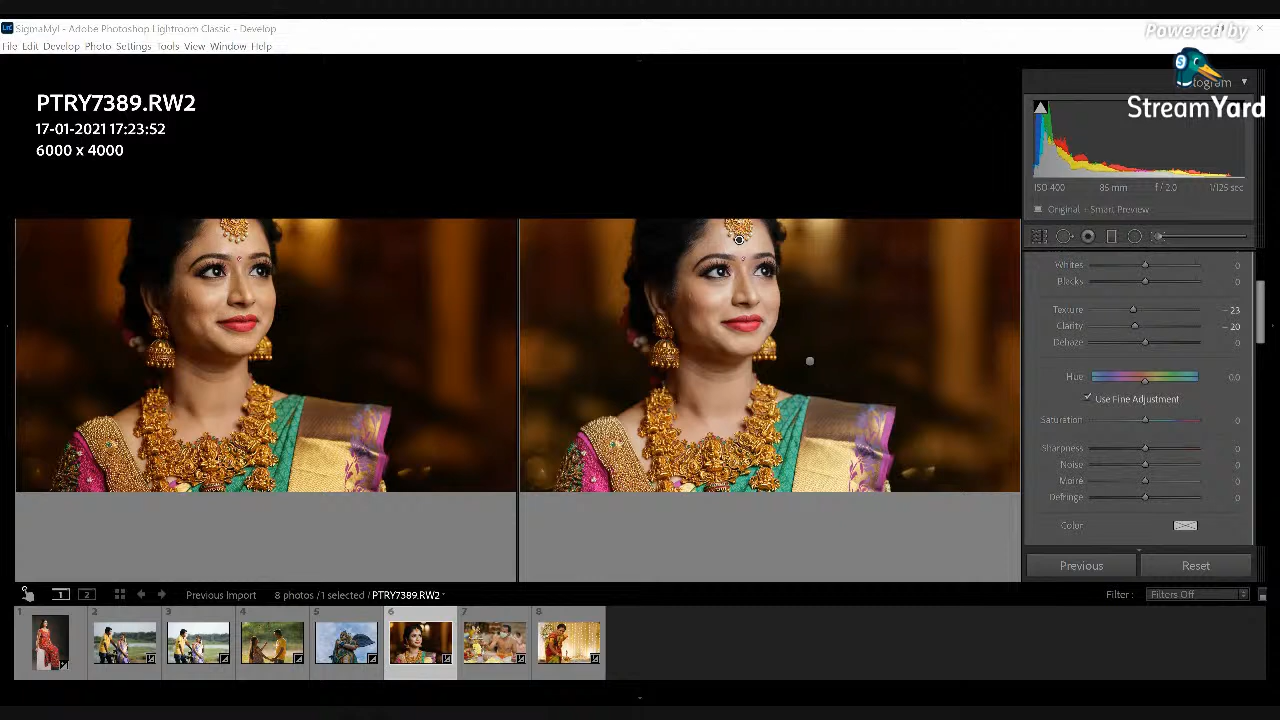 SigmaMyl - Adobe Photoshop Lightroom Classic - Develop
File Edit Develop Photo Settings Tools View Window Help
Powered by
StreamYard
PTRY7389.RW2
17-01-2021 17:23:52
6000 x 4000
ISO 400 85 mm f / 2.0 1/125 sec
Original + Smart Preview
Whites 0
Blacks 0
Texture - 23
Clarity - 20
Dehaze 0
Hue 0.0
Use Fine Adjustment
Saturation 0
Sharpness 0
Noise 0
Moiré 0
Defringe 0
Color
Previous Reset
1 2 Previous Import 8 photos / 1 selected / PTRY7389.RW2 Filter : Filters Off
1 2 3 4 5 6 7 8